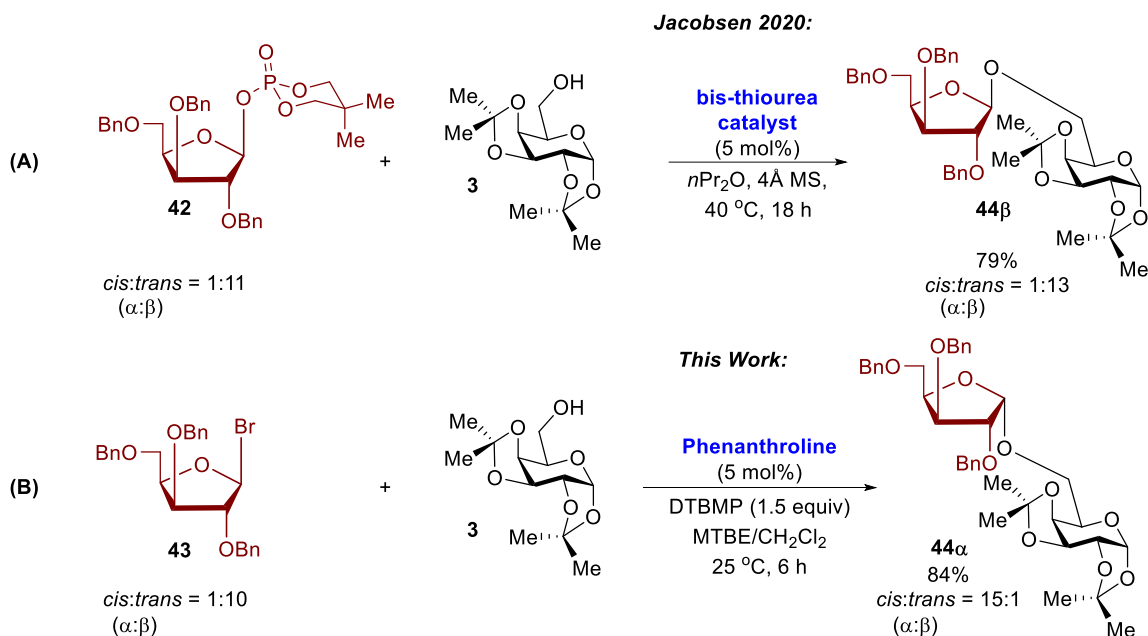 Jacobsen 2020:
(A)
O
P
O
O
O
Me
Me
OBn
BnO
O
OBn
42
cis:trans = 1:11
(α:β)
+
OH
Me
Me
O
O
O
O
O
3
Me
Me
bis-thiourea
catalyst
(5 mol%)
nPr2O, 4Å MS,
40 oC, 18 h
OBn
BnO
O
O
OBn
Me
Me
O
O
O
O
O
44β
Me
Me
79%
cis:trans = 1:13
(α:β)
This Work:
(B)
Br
OBn
BnO
O
OBn
43
cis:trans = 1:10
(α:β)
+
OH
Me
Me
O
O
O
O
O
3
Me
Me
Phenanthroline
(5 mol%)
DTBMP (1.5 equiv)
MTBE/CH2Cl2
25 oC, 6 h
OBn
BnO
O
BnO
O
Me
Me
O
O
O
O
O
44α
Me
Me
84%
cis:trans = 15:1
(α:β)